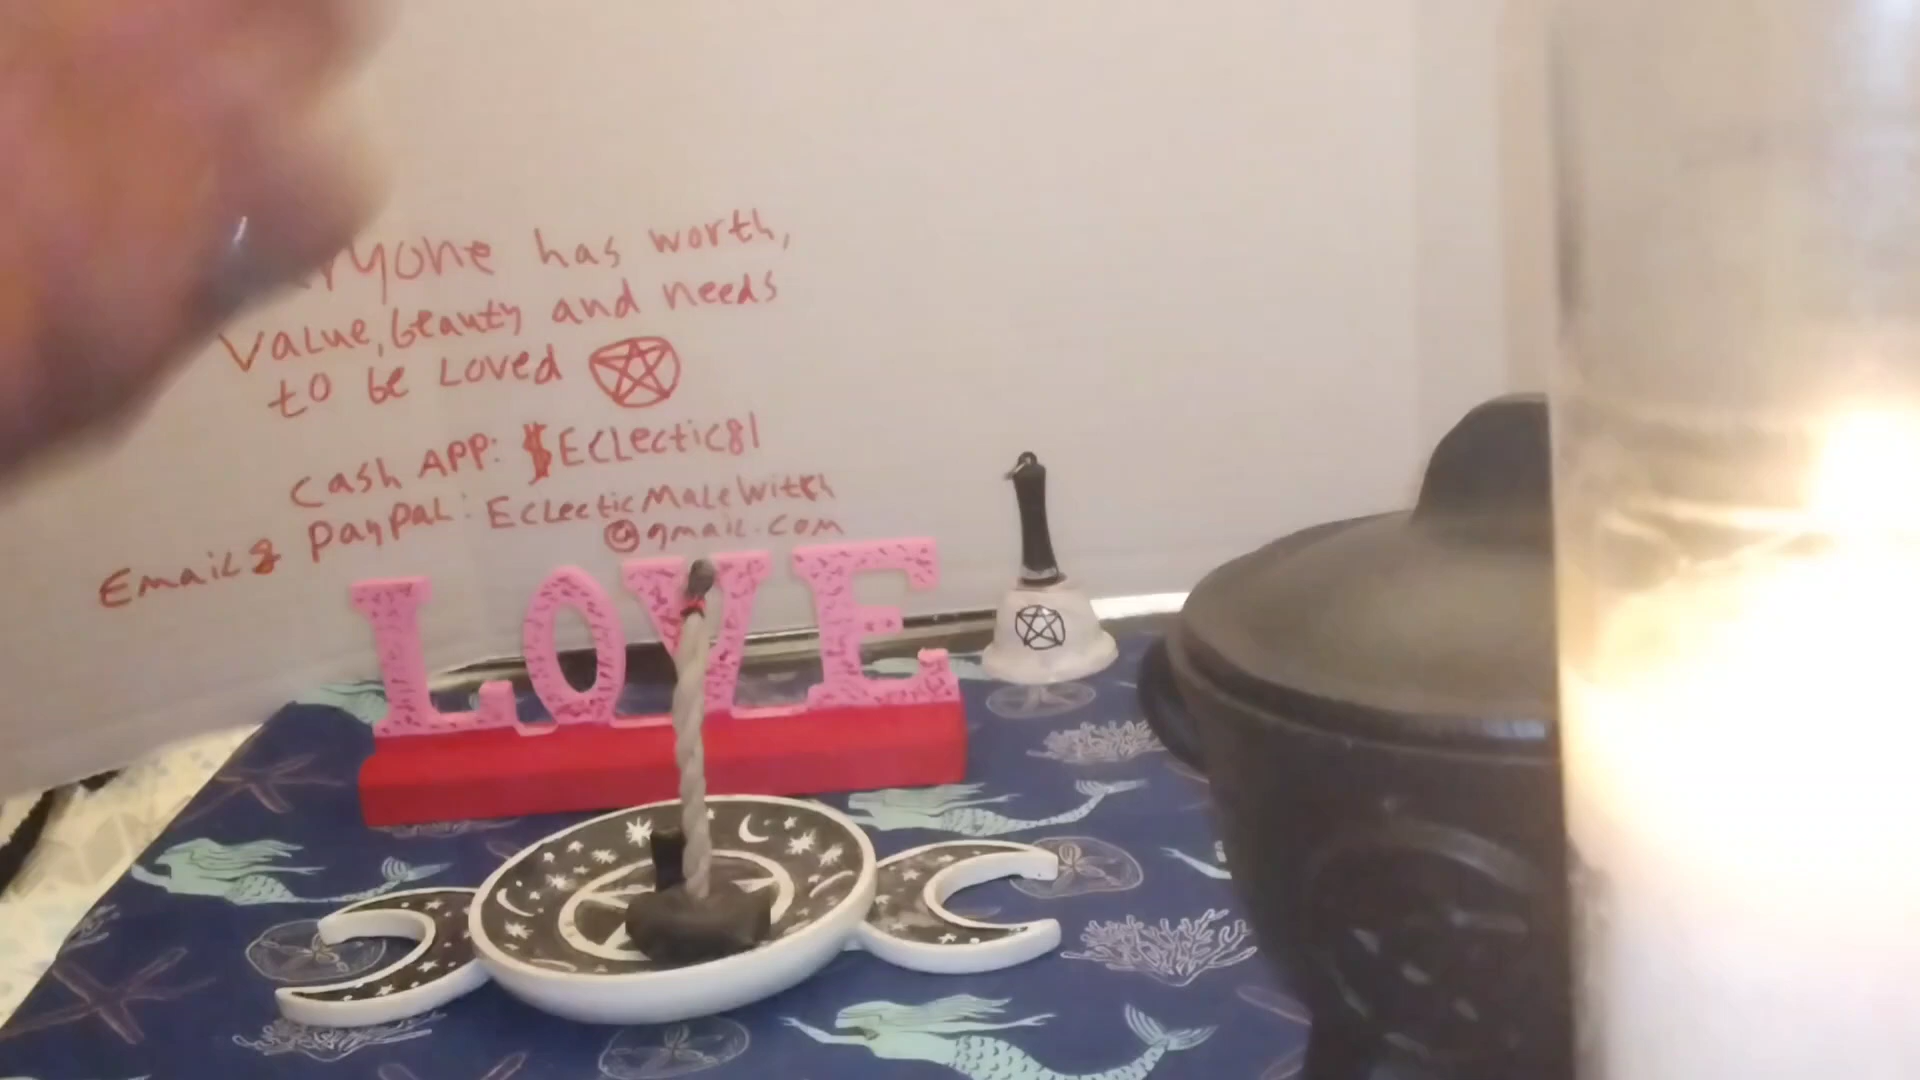 has worth,
Value, beauty and needs
to be Loved
Cash APP: $Eclectic81
Email & PayPal: EclecticMaleWitch
@gmail.com
LOVE